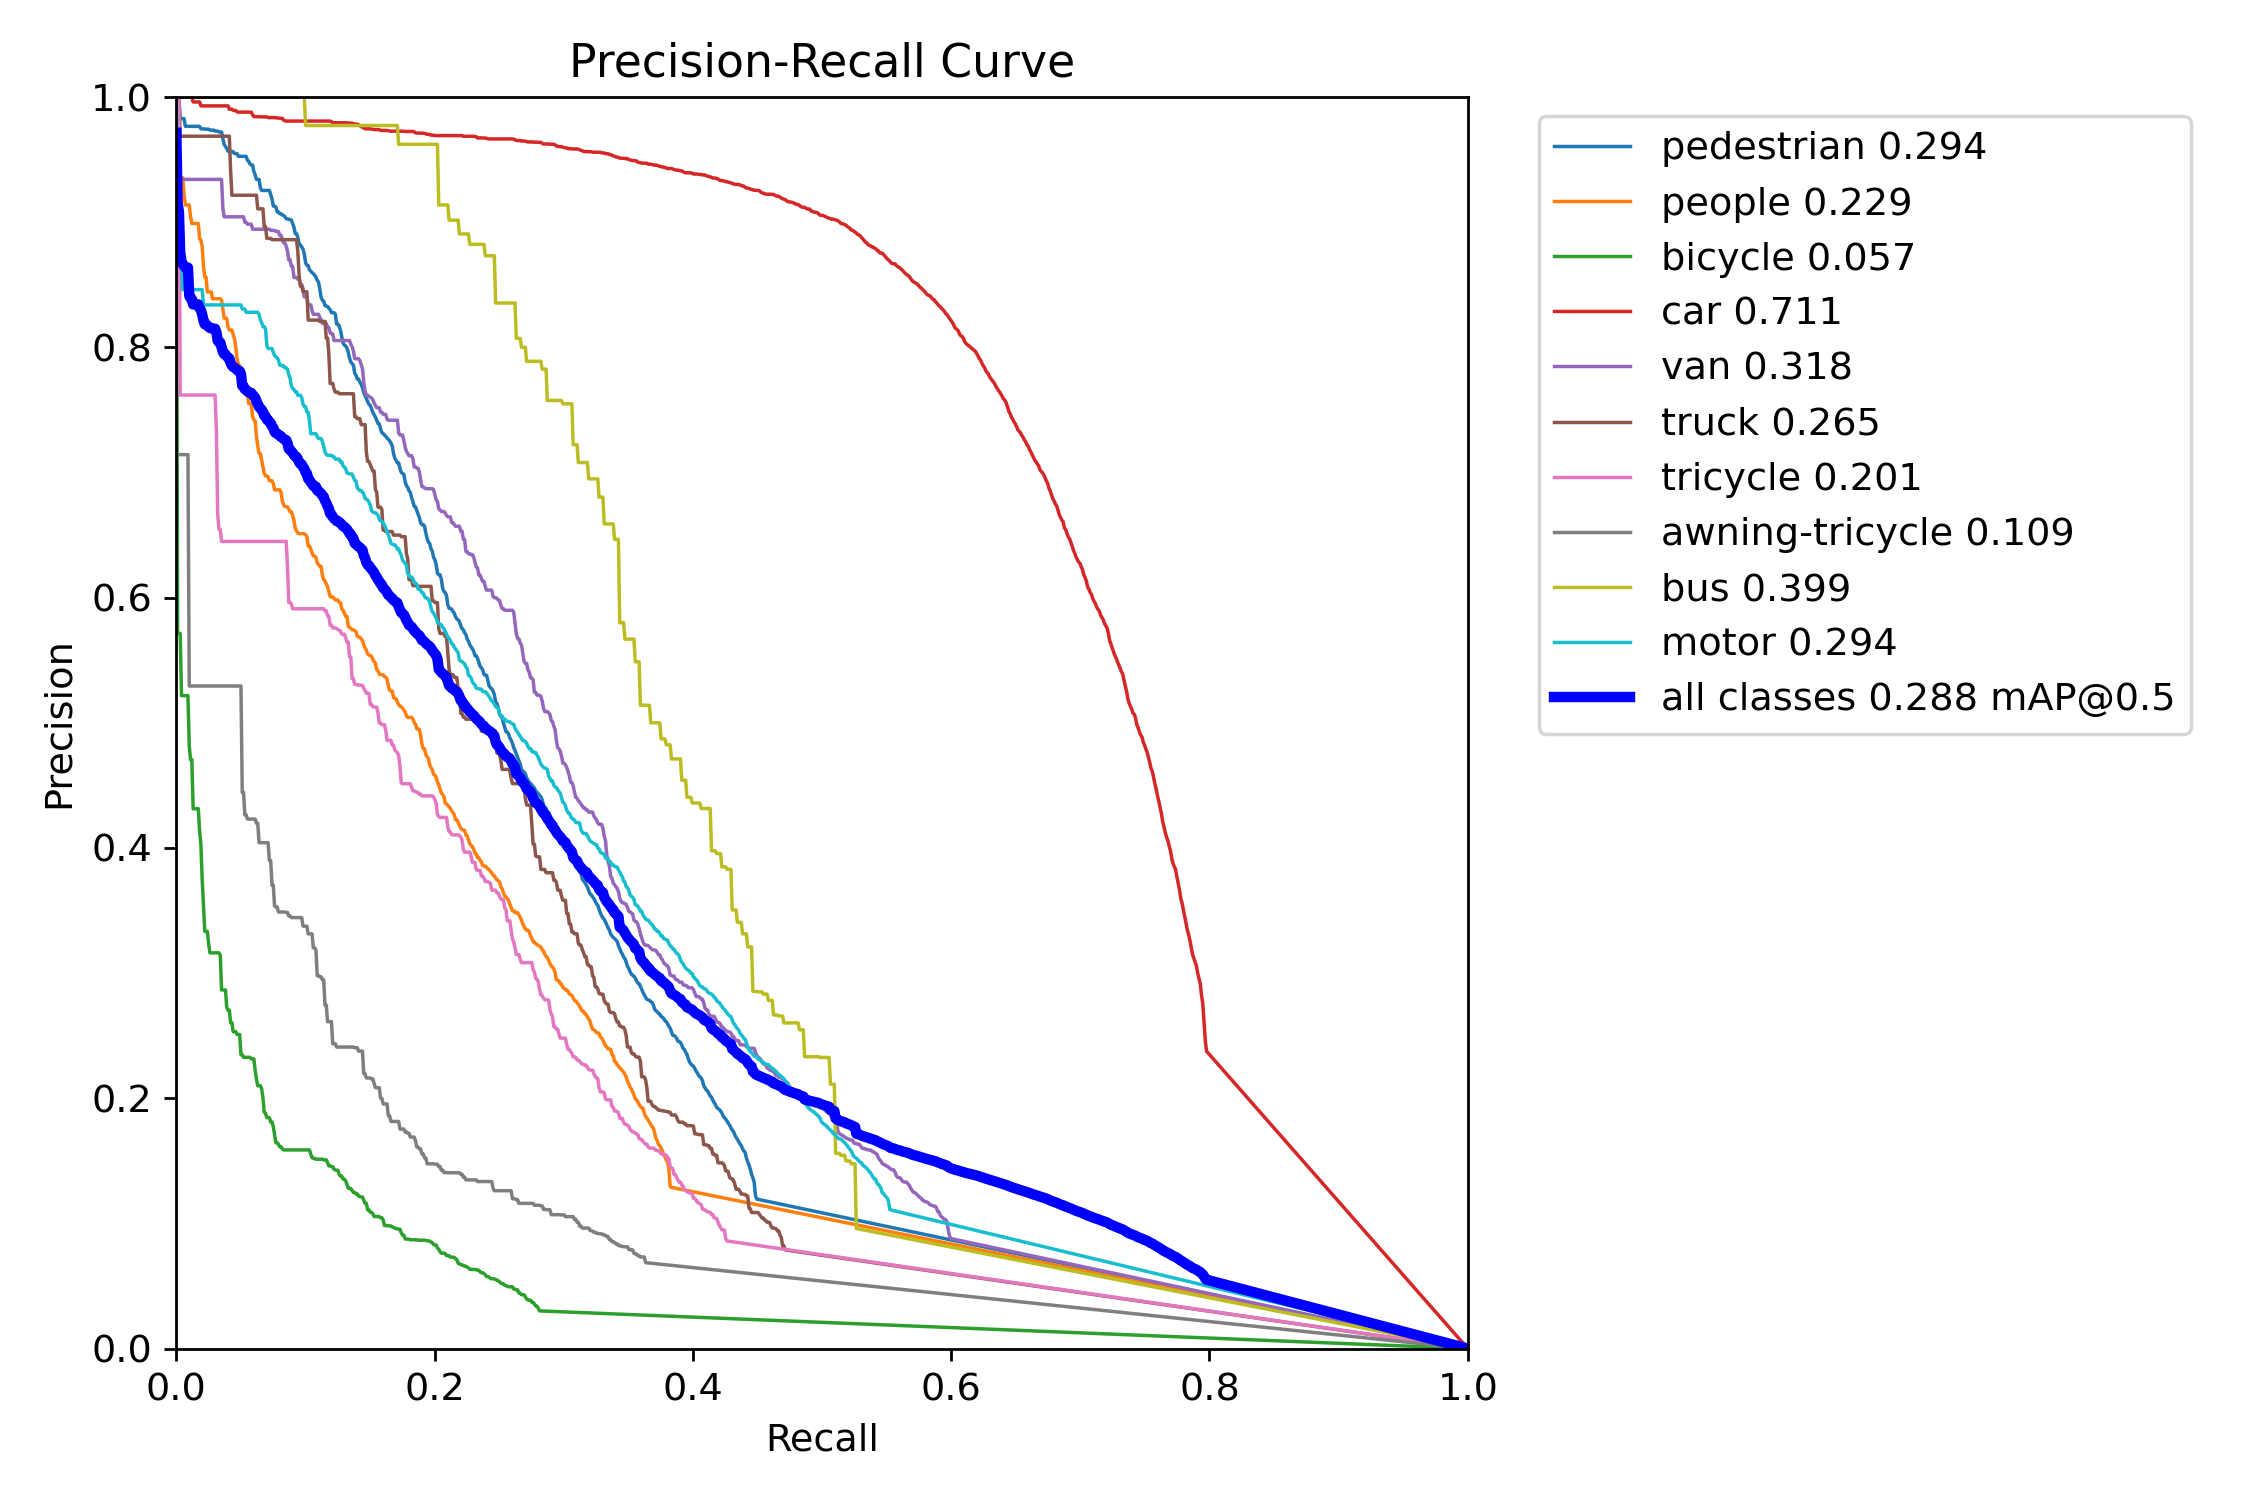 Precision-Recall Curve
1.0
0.8
0.6
0.4
0.2
0.0
Precision
0.0 0.2 0.4 0.6 0.8 1.0
Recall
pedestrian 0.294
people 0.229
bicycle 0.057
car 0.711
van 0.318
truck 0.265
tricycle 0.201
awning-tricycle 0.109
bus 0.399
motor 0.294
all classes 0.288 mAP@0.5